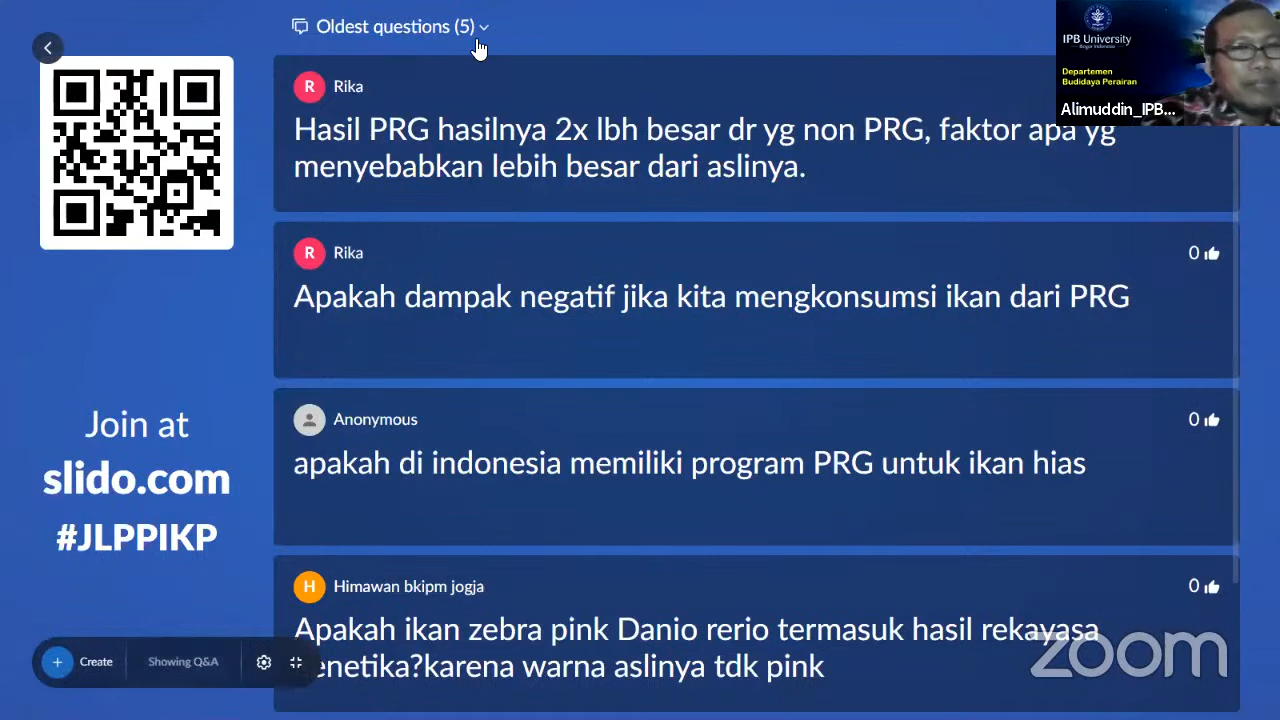 Oldest questions (5)
IPB University
Bogor Indonesia
Departemen
Budidaya Perairan
Alimuddin_IPB...
R Rika
Hasil PRG hasilnya 2x lbh besar dr yg non PRG, faktor apa yg
menyebabkan lebih besar dari aslinya.
R Rika 0
Apakah dampak negatif jika kita mengkonsumsi ikan dari PRG
Anonymous 0
apakah di indonesia memiliki program PRG untuk ikan hias
H Himawan bkipm jogja 0
Apakah ikan zebra pink Danio rerio termasuk hasil rekayasa
enetika?karena warna aslinya tdk pink
Join at
slido.com
#JLPPIKP
Create Showing Q&A
zoom